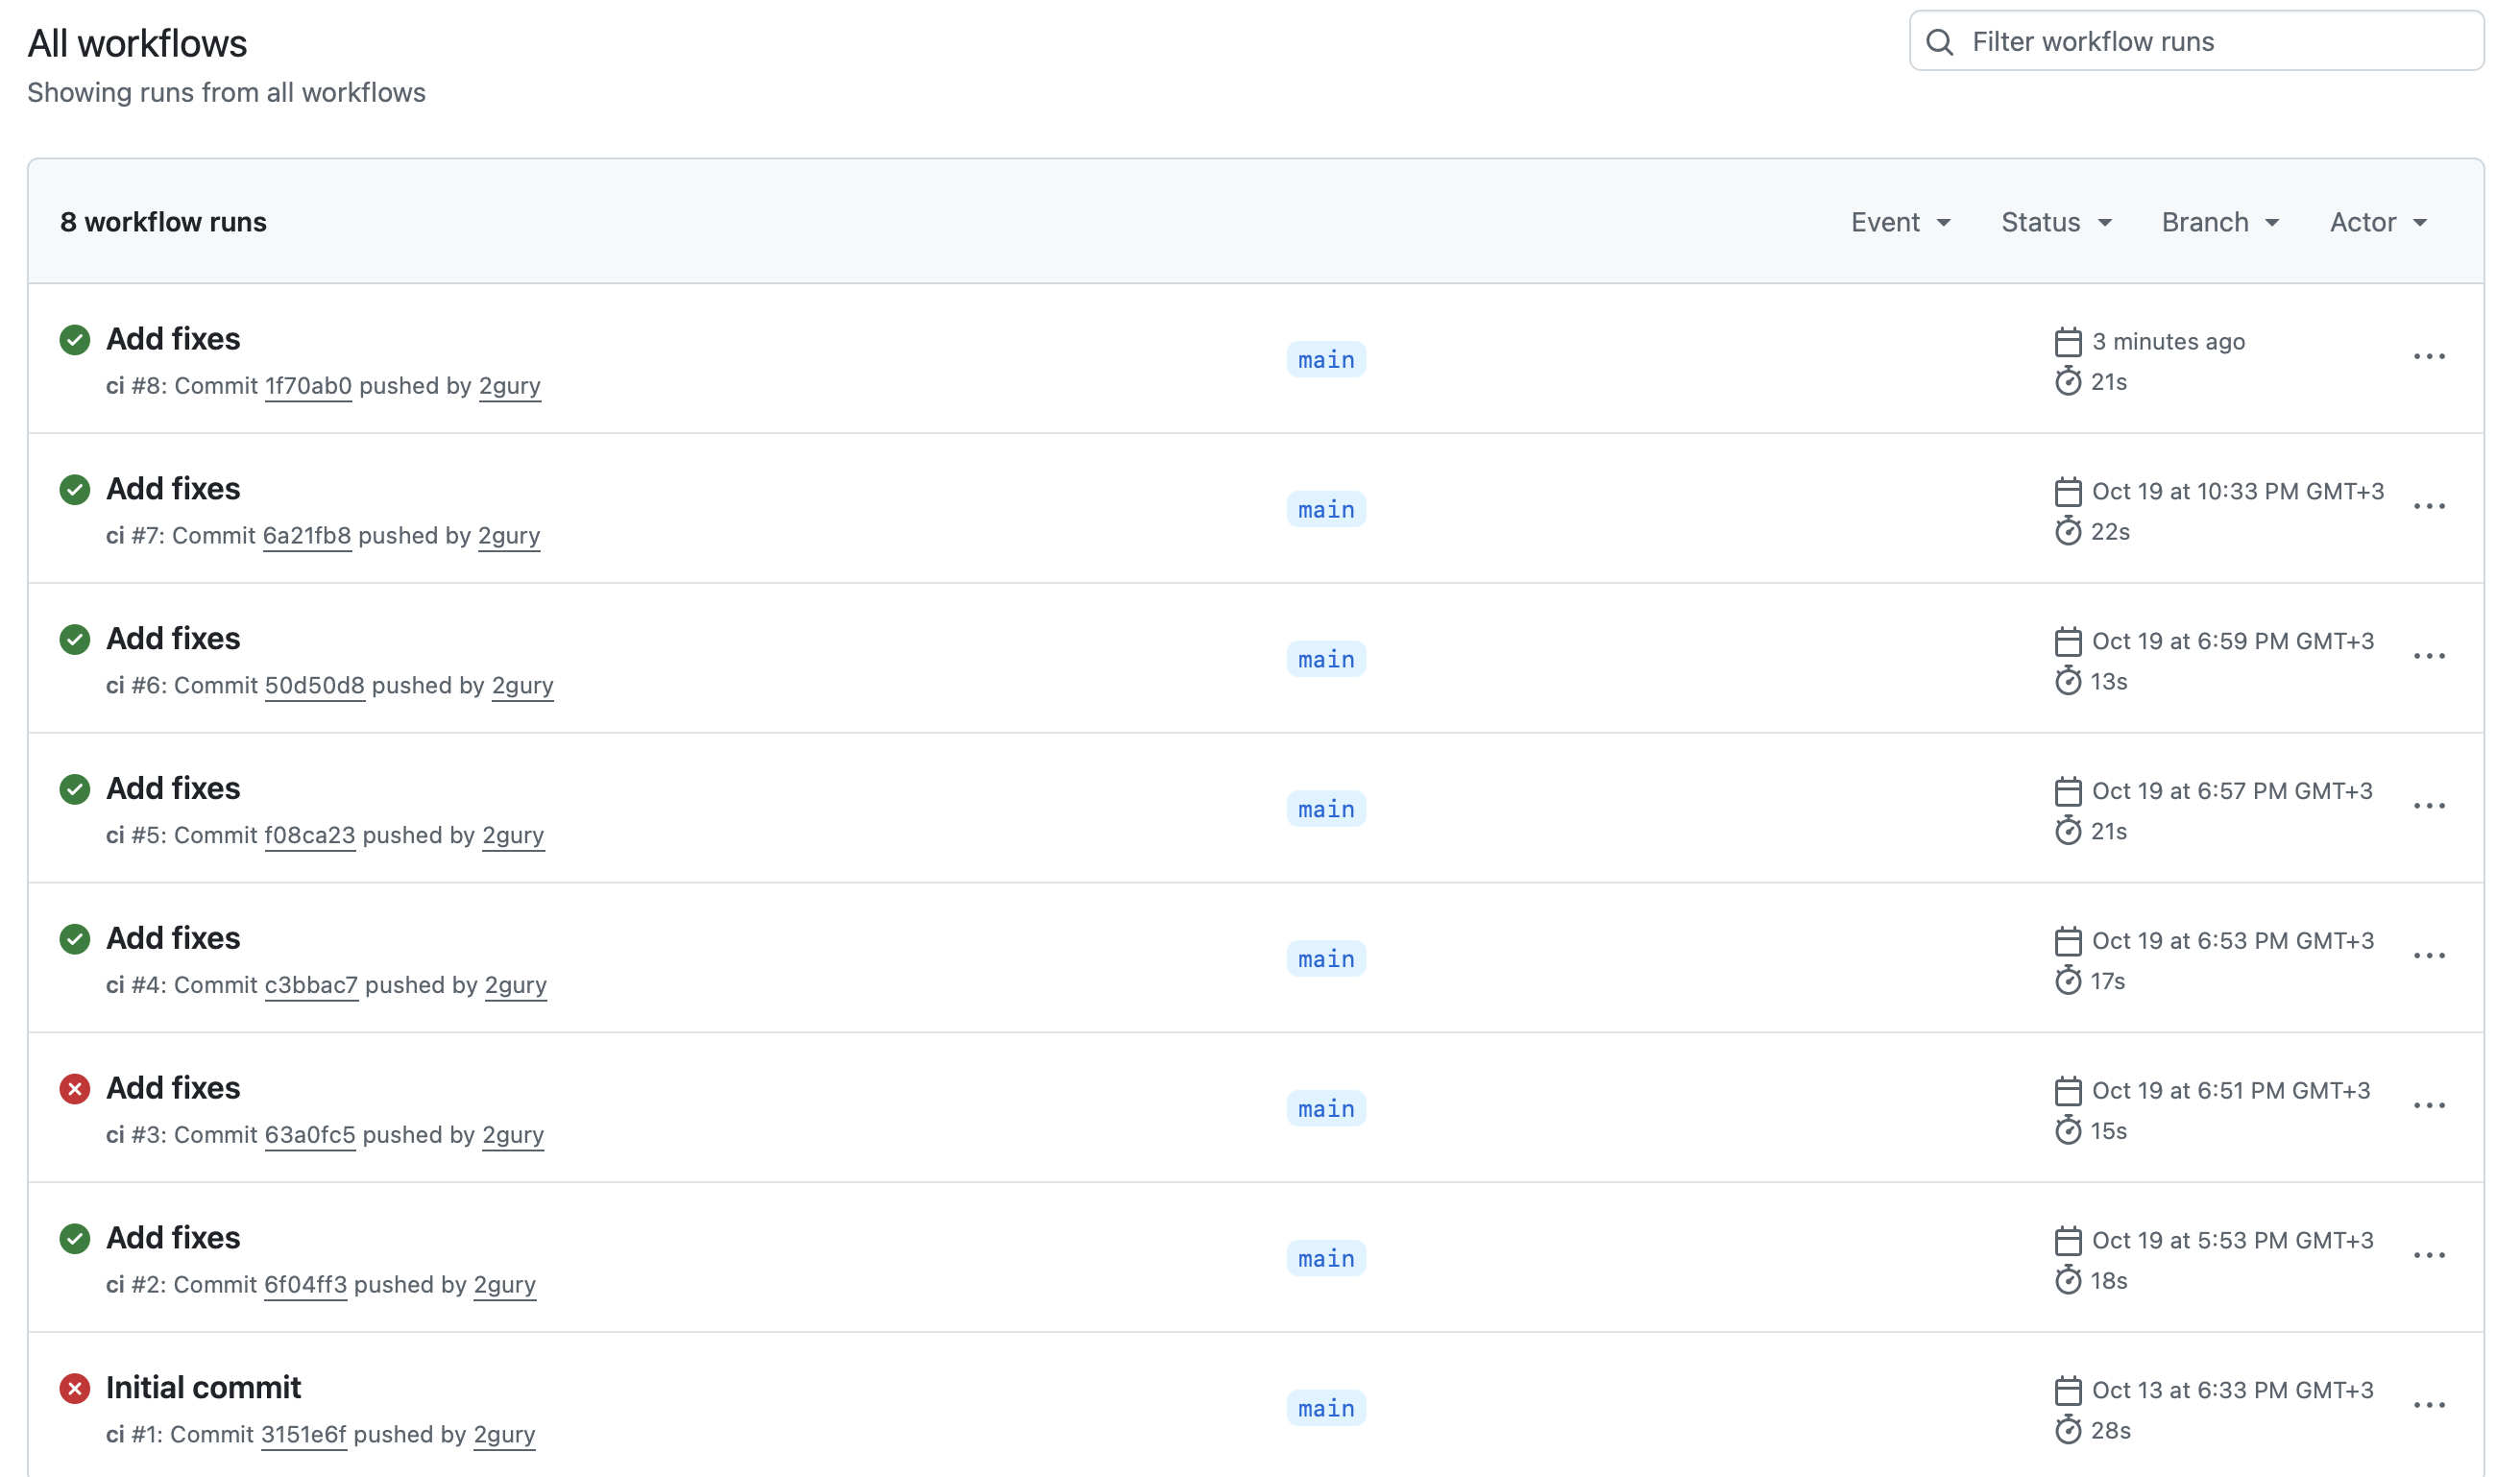 All workflows
Filter workflow runs
Showing runs from all workflows
8 workflow runs
Event Status Branch Actor
Add fixes
ci #8: Commit 1f70ab0 pushed by 2gury
main
3 minutes ago
21s
Add fixes
ci #7: Commit 6a21fb8 pushed by 2gury
main
Oct 19 at 10:33 PM GMT+3
22s
Add fixes
ci #6: Commit 50d50d8 pushed by 2gury
main
Oct 19 at 6:59 PM GMT+3
13s
Add fixes
ci #5: Commit f08ca23 pushed by 2gury
main
Oct 19 at 6:57 PM GMT+3
21s
Add fixes
ci #4: Commit c3bbac7 pushed by 2gury
main
Oct 19 at 6:53 PM GMT+3
17s
Add fixes
ci #3: Commit 63a0fc5 pushed by 2gury
main
Oct 19 at 6:51 PM GMT+3
15s
Add fixes
ci #2: Commit 6f04ff3 pushed by 2gury
main
Oct 19 at 5:53 PM GMT+3
18s
Initial commit
ci #1: Commit 3151e6f pushed by 2gury
main
Oct 13 at 6:33 PM GMT+3
28s